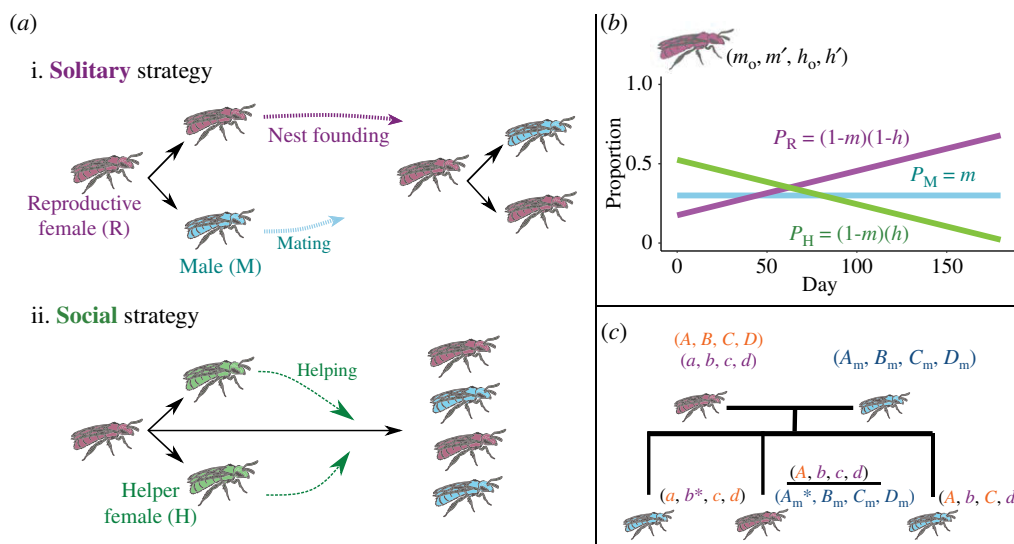 (a)
i. Solitary strategy
Nest founding
Reproductive
female (R)
Male (M)
Mating
ii. Social strategy
Helping
Helper
female (H)
(b)
(mo, m′, ho, h′)
1.0
0.5
0
Proportion
PR = (1-m)(1-h)
PM = m
PH = (1-m)(h)
0
50
100
150
Day
(c)
(A, B, C, D)
(a, b, c, d)
(Am, Bm, Cm, Dm)
(a, b*, c, d)
(A, b, c, d)
(Am*, Bm, Cm, Dm)
(A, b, C, d